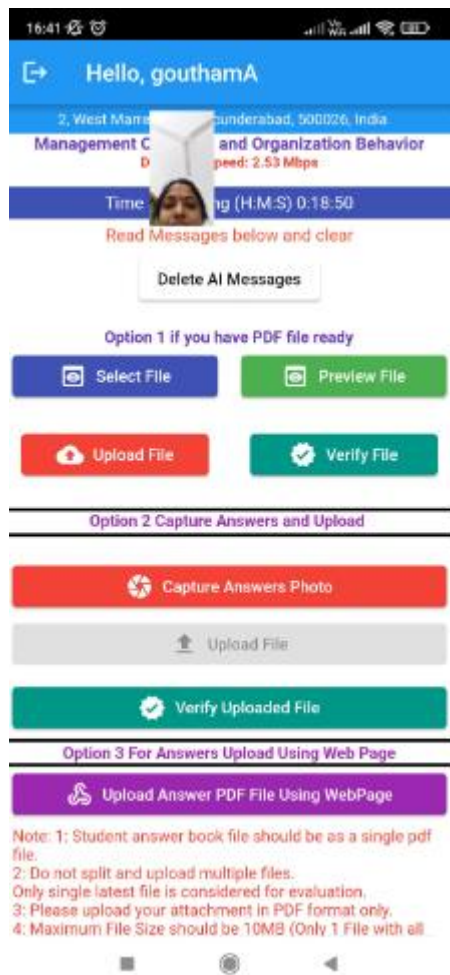 16:41
Hello, gouthamA
2, West Marre underabad, 500026, India
Management C and and Organization Behavior
D peed: 2.53 Mbps
Time ng (H:M:S) 0:18:50
Read Messages below and clear
Delete AI Messages
Option 1 if you have PDF file ready
Select File
Preview File
Upload File
Verify File
Option 2 Capture Answers and Upload
Capture Answers Photo
Upload File
Verify Uploaded File
Option 3 For Answers Upload Using Web Page
Upload Answer PDF File Using WebPage
Note: 1: Student answer book file should be as a single pdf
file.
2: Do not split and upload multiple files.
Only single latest file is considered for evaluation.
3: Please upload your attachment in PDF format only.
4: Maximum File Size should be 10MB (Only 1 File with all